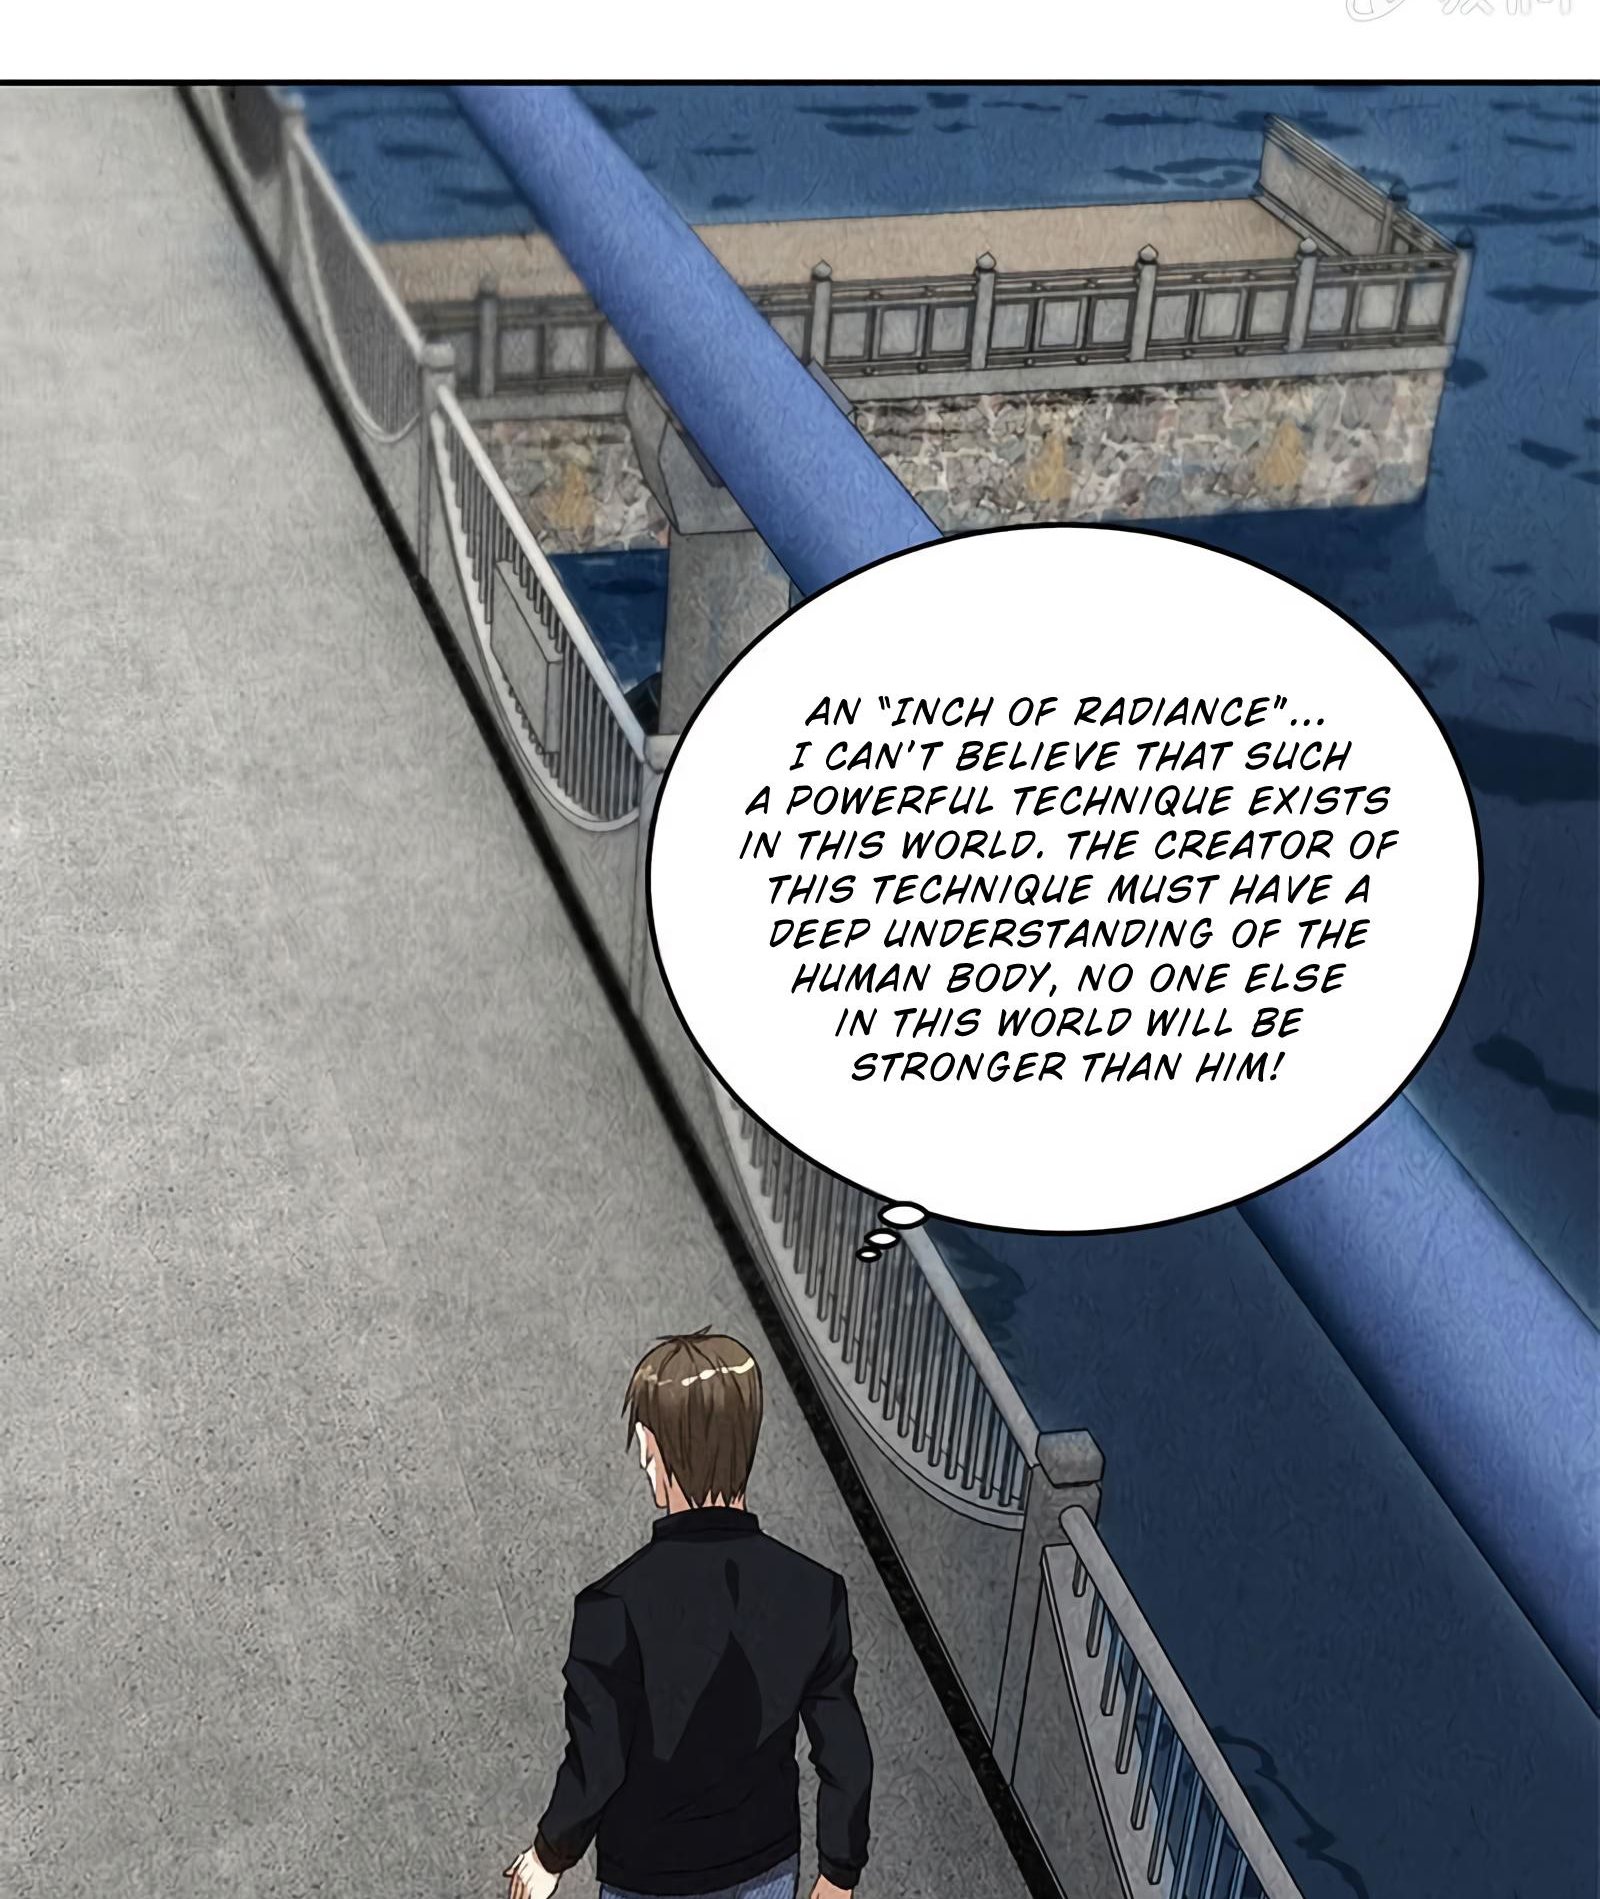 AN “INCH OF RADIANCE”...
I CAN'T BELIEVE THAT SUCH
A POWERFUL TECHNIQUE EXISTS
IN THIS WORLD. THE CREATOR OF
THIS TECHNIQUE MUST HAVE A
DEEP UNDERSTANDING OF THE
HUMAN BODY, NO ONE ELSE
IN THIS WORLD WILL BE
STRONGER THAN HIM!